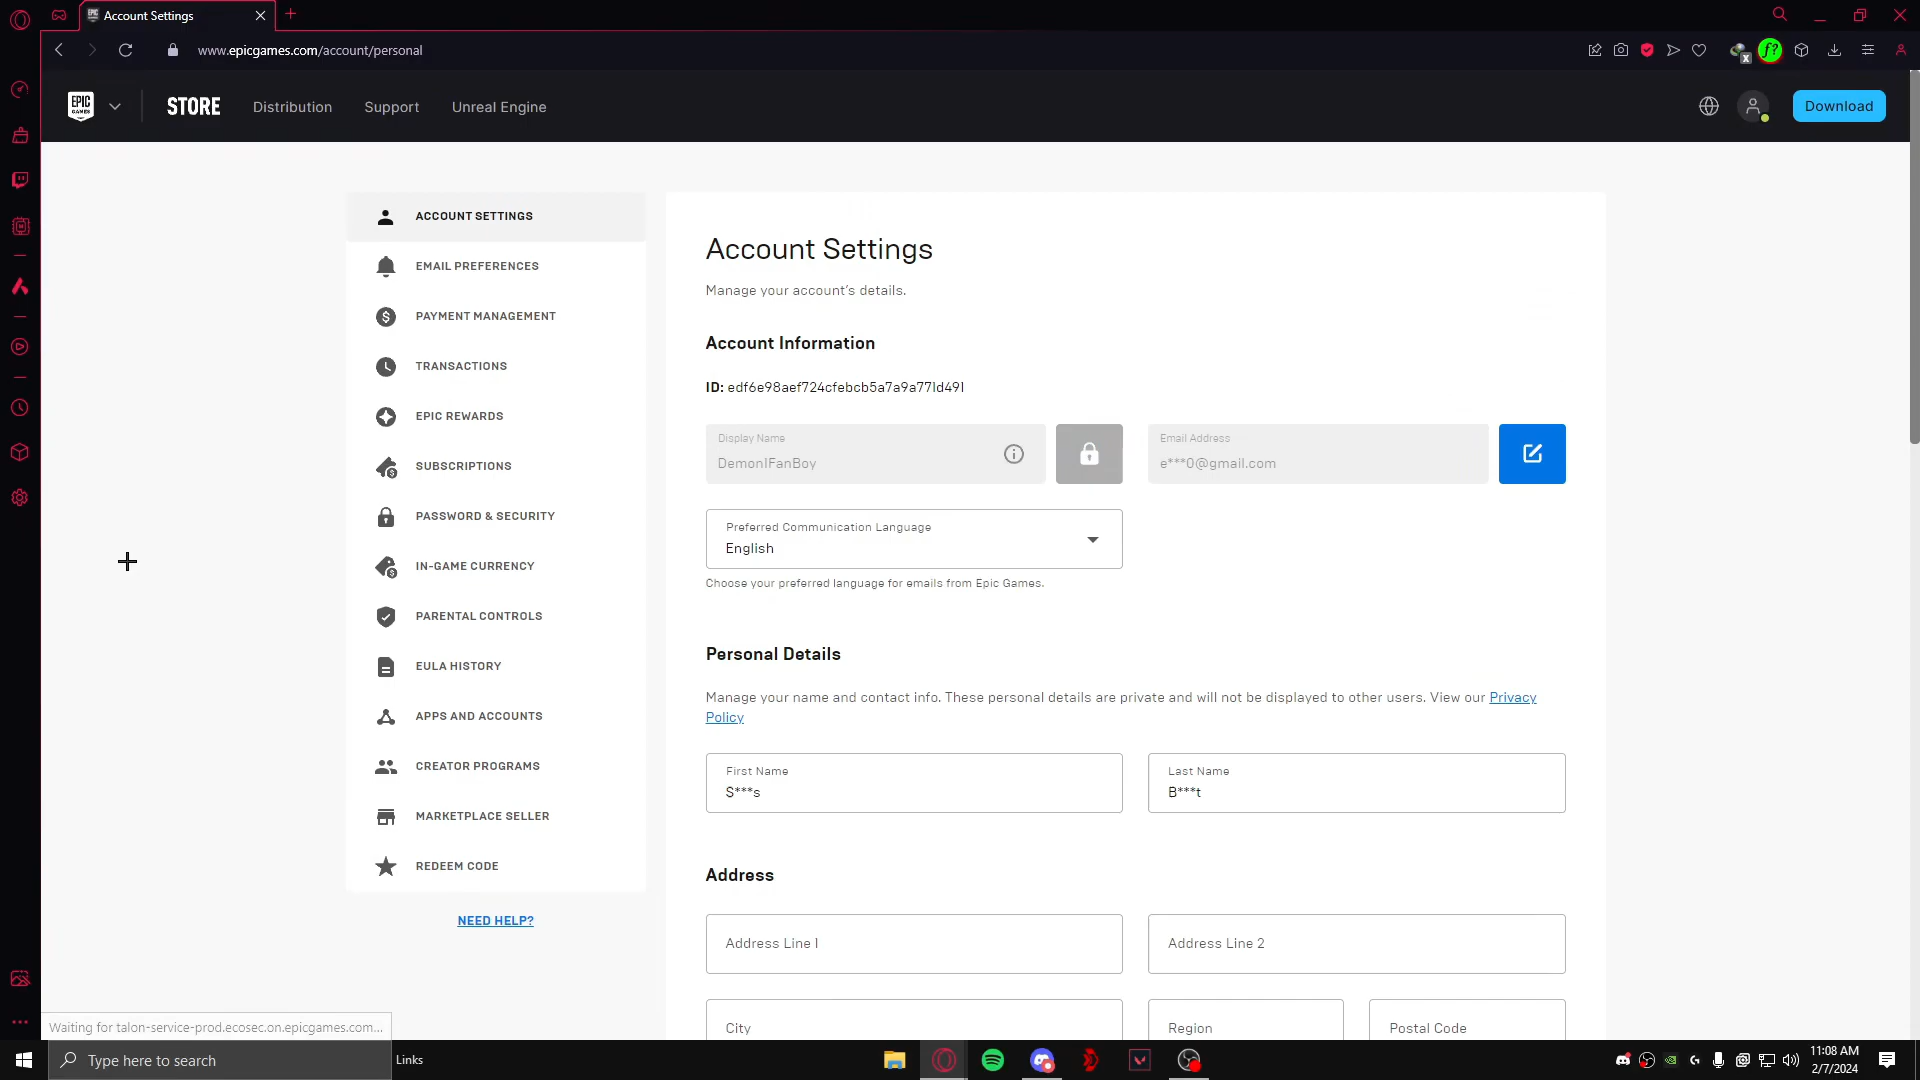 Account Settings
www.epicgames.com/account/personal
EPIC GAMES
STORE
Distribution
Support
Unreal Engine
Download
ACCOUNT SETTINGS
EMAIL PREFERENCES
PAYMENT MANAGEMENT
TRANSACTIONS
EPIC REWARDS
SUBSCRIPTIONS
PASSWORD & SECURITY
IN-GAME CURRENCY
PARENTAL CONTROLS
EULA HISTORY
APPS AND ACCOUNTS
CREATOR PROGRAMS
MARKETPLACE SELLER
REDEEM CODE
NEED HELP?
Account Settings
Manage your account's details.
Account Information
ID: edf6e98aef724cfebcb5a7a9a771d491
Display Name
DemonIFanBoy
Email Address
e***0@gmail.com
Preferred Communication Language
English
Choose your preferred language for emails from Epic Games.
Personal Details
Manage your name and contact info. These personal details are private and will not be displayed to other users. View our Privacy
Policy
First Name
S***s
Last Name
B***t
Address
Address Line 1
Address Line 2
City
Region
Postal Code
Waiting for talon-service-prod.ecosec.on.epicgames.com...
Type here to search
Links
11:08 AM
2/7/2024